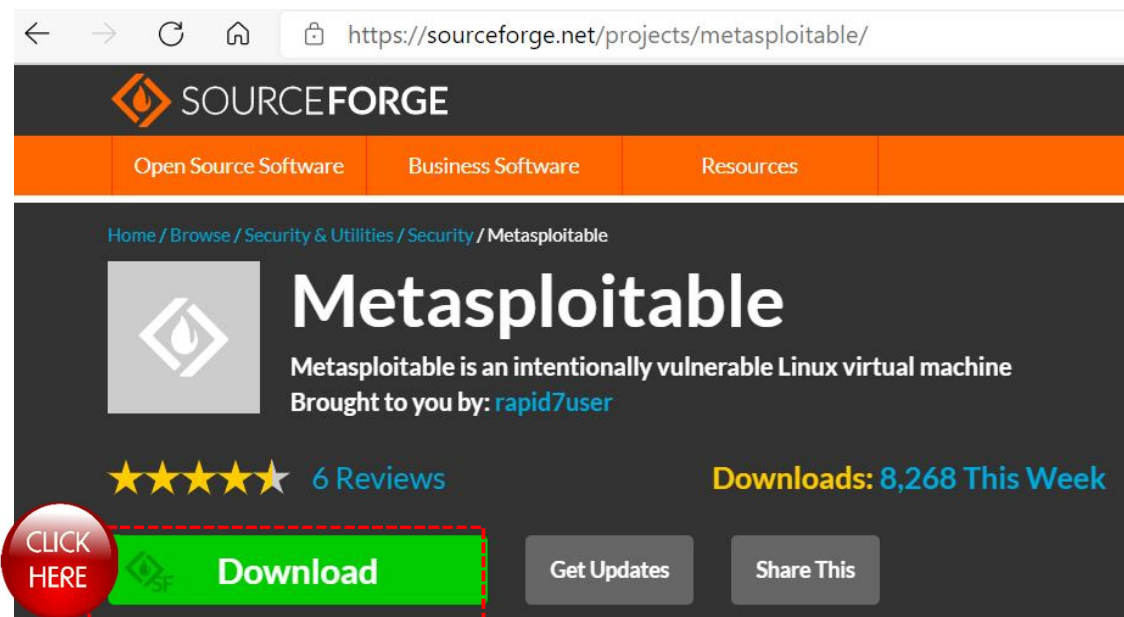 https://sourceforge.net/projects/metasploitable/
SOURCEFORGE
Open Source Software Business Software Resources
Home / Browse / Security & Utilities / Security / Metasploitable
Metasploitable
Metasploitable is an intentionally vulnerable Linux virtual machine
Brought to you by: rapid7user
6 Reviews Downloads: 8,268 This Week
CLICK
HERE
SF Download Get Updates Share This